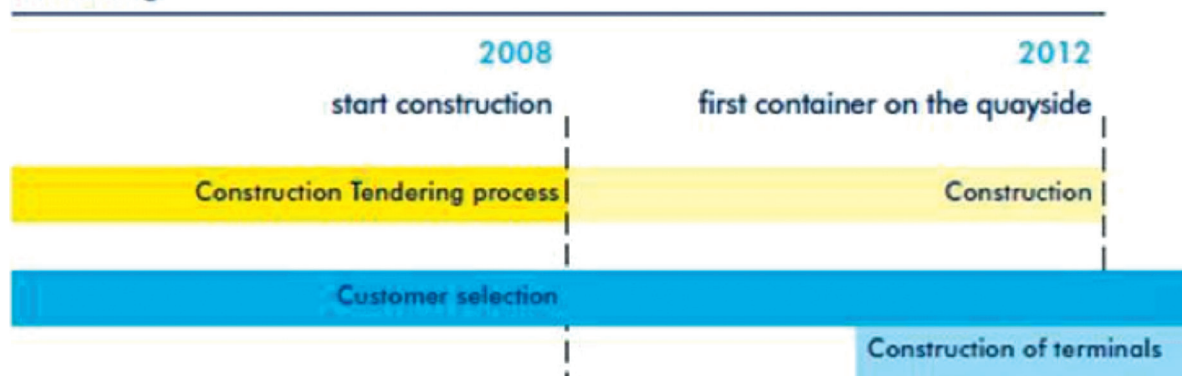 2008
2012
start construction
first container on the quayside
Construction Tendering process
Construction
Customer selection
Construction of terminals